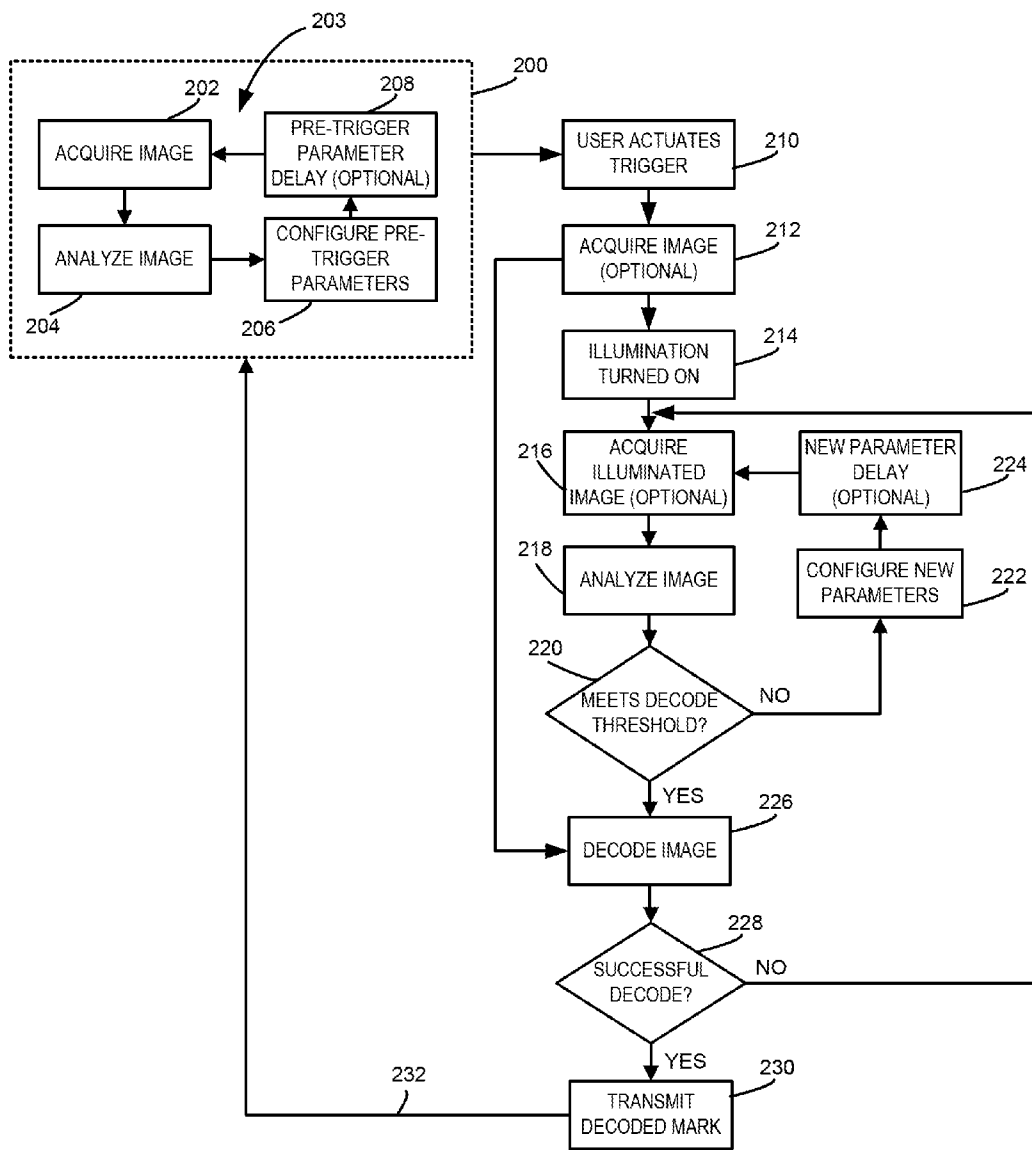 203
200
202
208
ACQUIRE IMAGE
PRE-TRIGGER
PARAMETER
DELAY (OPTIONAL)
USER ACTUATES
TRIGGER
210
ANALYZE IMAGE
CONFIGURE PRE-
TRIGGER
PARAMETERS
204
206
ACQUIRE IMAGE
(OPTIONAL)
212
ILLUMINATION
TURNED ON
214
216
ACQUIRE
ILLUMINATED
IMAGE (OPTIONAL)
NEW PARAMETER
DELAY
(OPTIONAL)
224
218
ANALYZE IMAGE
CONFIGURE NEW
PARAMETERS
222
220
MEETS DECODE
THRESHOLD?
NO
YES
226
DECODE IMAGE
228
SUCCESSFUL
DECODE?
NO
YES
230
232
TRANSMIT
DECODED MARK